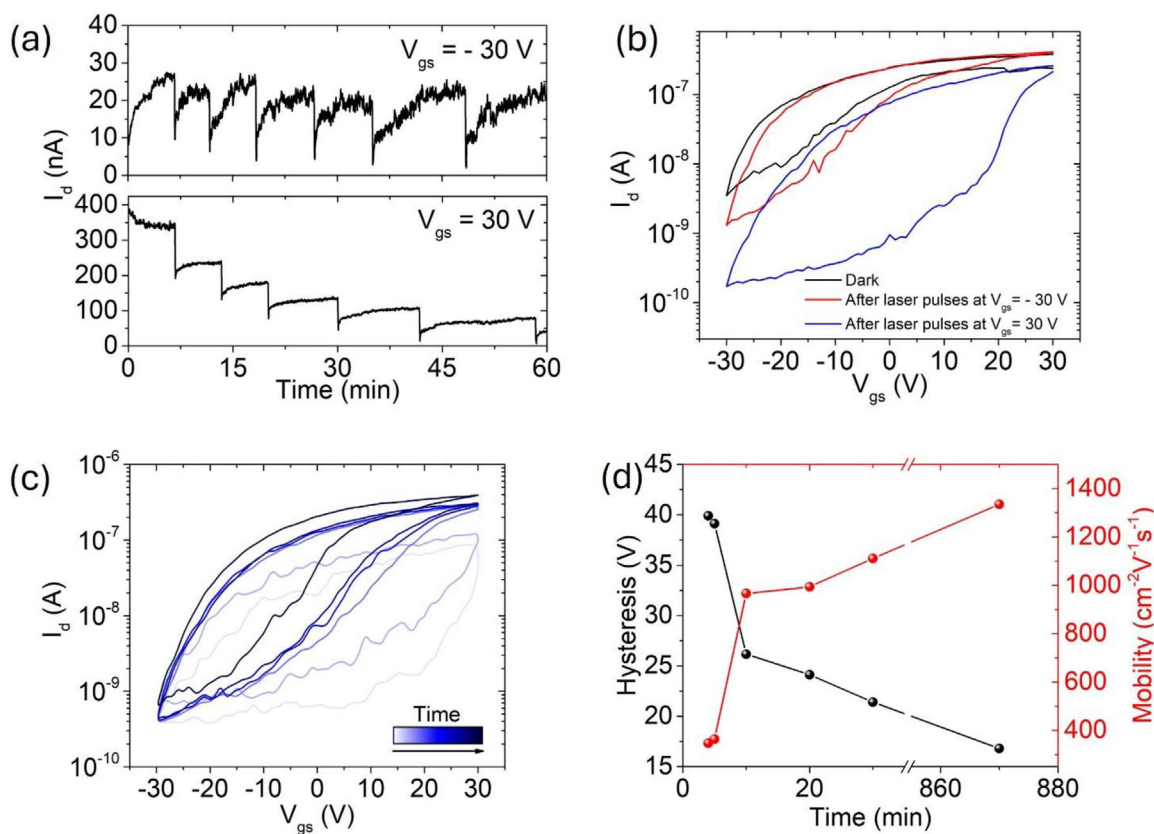 (a)
40
30
20
10
0
V_gs = - 30 V
400
300
200
100
0
V_gs = 30 V
I_d (nA)
0 15 30 45 60
Time (min)
(b)
10⁻⁷
10⁻⁸
10⁻⁹
10⁻¹⁰
I_d (A)
Dark
After laser pulses at V_gs= - 30 V
After laser pulses at V_gs= 30 V
-30 -20 -10 0 10 20 30
V_gs (V)
(c)
10⁻⁶
10⁻⁷
10⁻⁸
10⁻⁹
10⁻¹⁰
I_d (A)
Time
-30 -20 -10 0 10 20 30
V_gs (V)
(d)
45
40
35
30
25
20
15
Hysteresis (V)
1400
1200
1000
800
600
400
Mobility (cm⁻²V⁻¹s⁻¹)
0 20 860 880
Time (min)